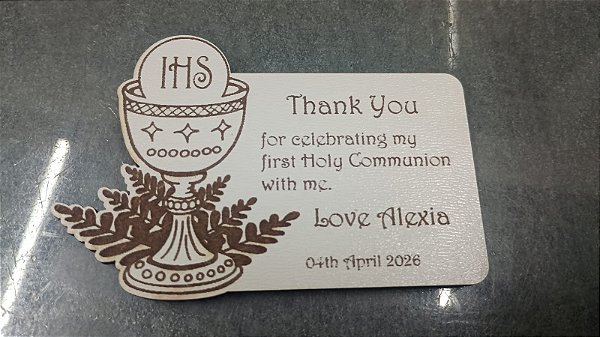 IHS
Thank You
for celebrating my
first Holy Communion
with me.
Love Alexia
04th April 2026